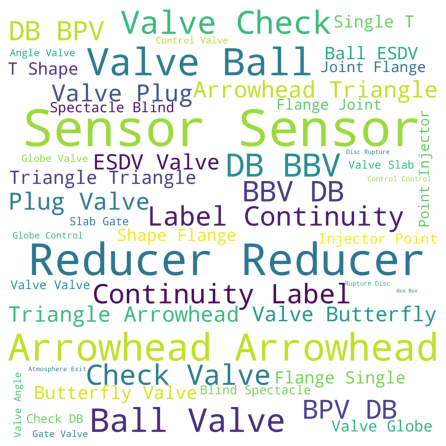 DB BPV
Valve Check
Single T
Control Valve
Angle Valve
Valve Ball
Ball ESDV
T Shape
Joint Flange
Valve Plug
Arrowhead Triangle
Spectacle Blind
Flange Joint
Sensor Sensor
Point Injector
Disc Rupture
Globe Valve
ESDV Valve
DB BBV
Valve Slab
Triangle Triangle
Control Control
BBV DB
Plug Valve
Label Continuity
Slab Gate
Globe Control
Shape Flange
Injector Point
Reducer Reducer
Valve Valve
Continuity Label
Rupture Disc
Box Box
Triangle Arrowhead
Valve Butterfly
Arrowhead Arrowhead
Atmosphere Exit
Check Valve
Flange Single
Valve Angle
Butterfly Valve
Blind Spectacle
Check DB
Ball Valve
BPV DB
Valve Globe
Gate Valve